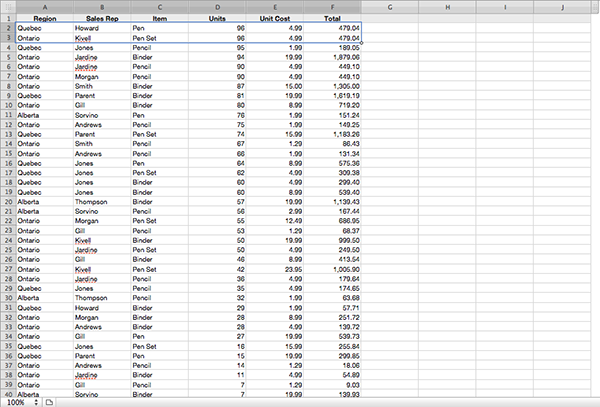 A B C D E F G H I J
1 Region Sales Rep Item Units Unit Cost Total
2 Quebec Howard Pen 96 4.99 479.04
3 Ontario Kivell Pen Set 96 4.99 479.04
4 Quebec Jones Pencil 95 1.99 189.05
5 Ontario Jardine Binder 94 19.99 1,879.06
6 Ontario Jardine Pencil 90 4.99 449.10
7 Ontario Morgan Pencil 90 4.99 449.10
8 Ontario Smith Binder 87 15.00 1,305.00
9 Quebec Parent Binder 81 19.99 1,619.19
10 Ontario Gill Binder 80 8.99 719.20
11 Alberta Sorvino Pen 76 1.99 151.24
12 Ontario Andrews Pencil 75 1.99 149.25
13 Quebec Parent Pen Set 74 15.99 1,183.26
14 Ontario Smith Pencil 67 1.29 86.43
15 Ontario Andrews Pencil 66 1.99 131.34
16 Quebec Jones Pen 64 8.99 575.36
17 Quebec Jones Pen Set 62 4.99 309.38
18 Quebec Jones Binder 60 4.99 299.40
19 Quebec Jones Binder 60 8.99 539.40
20 Alberta Thompson Binder 57 19.99 1,139.43
21 Alberta Sorvino Pencil 56 2.99 167.44
22 Ontario Morgan Pen Set 55 12.49 686.95
23 Ontario Gill Pencil 53 1.29 68.37
24 Ontario Kivell Binder 50 19.99 999.50
25 Ontario Jardine Pen Set 50 4.99 249.50
26 Ontario Gill Binder 46 8.99 413.54
27 Ontario Kivell Pen Set 42 23.95 1,005.90
28 Ontario Jardine Pencil 36 4.99 179.64
29 Quebec Jones Pencil 35 4.99 174.65
30 Alberta Thompson Pencil 32 1.99 63.68
31 Quebec Howard Binder 29 1.99 57.71
32 Ontario Morgan Binder 28 8.99 251.72
33 Ontario Andrews Binder 28 4.99 139.72
34 Ontario Gill Pen 27 19.99 539.73
35 Quebec Jones Pen Set 16 15.99 255.84
36 Quebec Parent Pen 15 19.99 299.85
37 Ontario Andrews Pencil 14 1.29 18.06
38 Ontario Jardine Binder 11 4.99 54.89
39 Ontario Gill Pencil 7 1.29 9.03
40 Alberta Sorvino Binder 7 19.99 139.93
100%